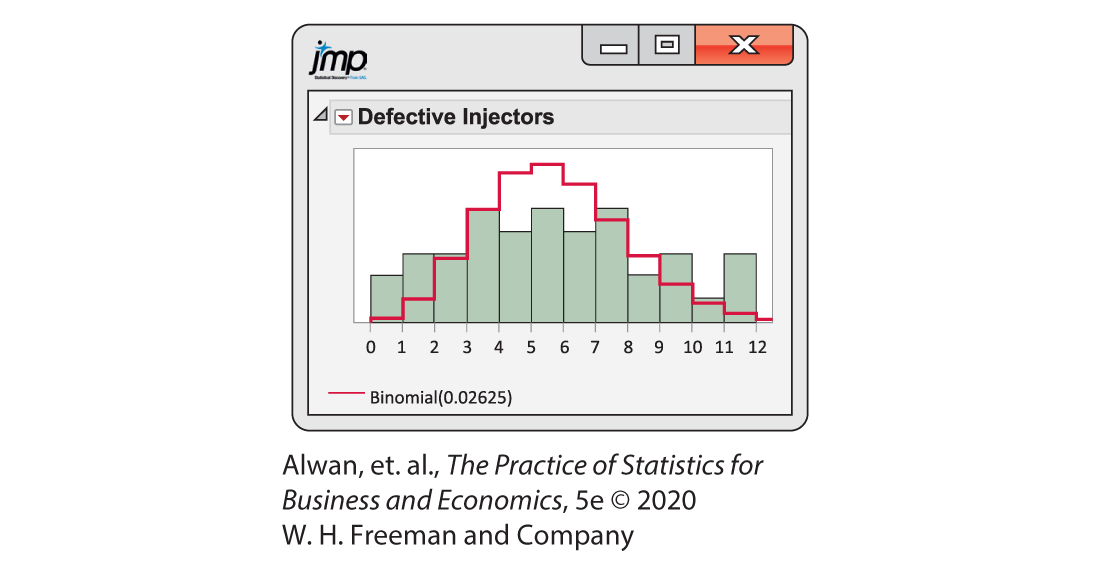 jmp
Statistical Discovery. From SAS.
Defective Injectors
0 1 2 3 4 5 6 7 8 9 10 11 12
Binomial(0.02625)
Alwan, et. al., The Practice of Statistics for
Business and Economics, 5e © 2020
W. H. Freeman and Company